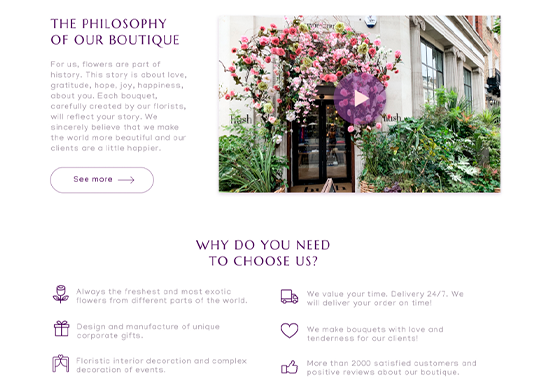 THE PHILOSOPHY
OF OUR BOUTIQUE
For us, flowers are part of
history. This story is about love,
gratitude, hope, joy, happiness,
about you. Each bouquet,
carefully created by our florists,
will reflect your story. We
sincerely believe that we make
the world more beautiful and our
clients are a little happier.
See more
WHY DO YOU NEED
TO CHOOSE US?
Always the freshest and most exotic
flowers from different parts of the world.
Design and manufacture of unique
corporate gifts.
Floristic interior decoration and complex
decoration of events.
We value your time. Delivery 24/7. We
will deliver your order on time!
We make bouquets with love and
tenderness for our clients!
More than 2000 satisfied customers and
positive reviews about our boutique.